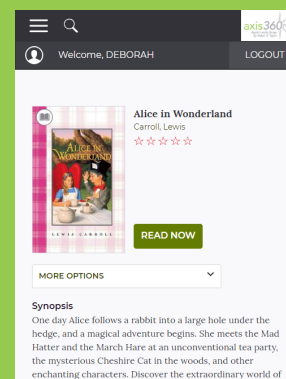 axis360
Welcome, DEBORAH
LOGOUT
ALICE IN
WONDERLAND
LEWIS CARROLL
Alice in Wonderland
Carroll, Lewis
READ NOW
MORE OPTIONS
Synopsis
One day Alice follows a rabbit into a large hole under the
hedge, and a magical adventure begins. She meets the Mad
Hatter and the March Hare at an unconventional tea party,
the mysterious Cheshire Cat in the woods, and other
enchanting characters. Discover the extraordinary world of